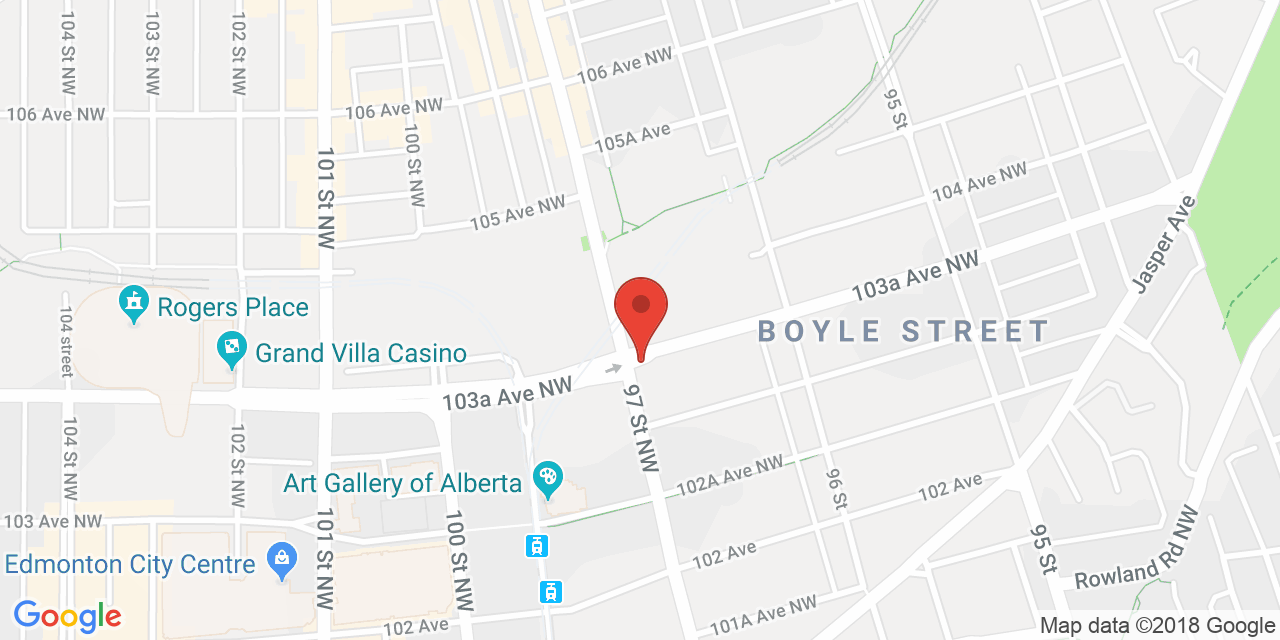 104 St NW
103 St NW
102 St NW
106 Ave NW
106 Ave NW
106 Ave NW
95 St
100 St NW
101 St NW
105A Ave
104 Ave NW
105 Ave NW
Jasper Ave
103a Ave NW
Rogers Place
104 street
BOYLE STREET
Grand Villa Casino
103a Ave NW
97 St NW
104 St NW
102 St NW
Art Gallery of Alberta
102A Ave NW
96 St
102 Ave
103 Ave NW
101 St NW
100 St NW
95 St
Rowland Rd NW
102 Ave
Edmonton City Centre
101A Ave NW
102 Ave
Google
Map data ©2018 Google